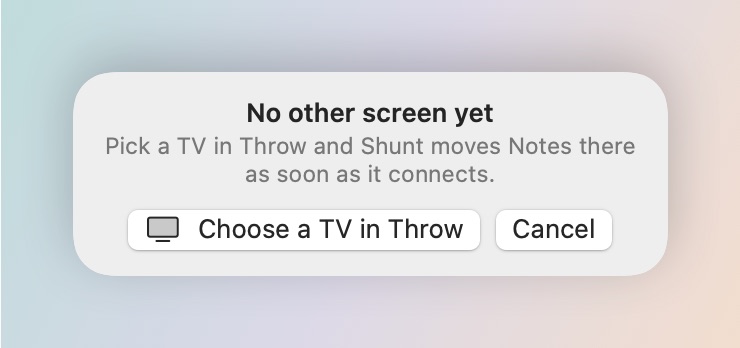 No other screen yet
Pick a TV in Throw and Shunt moves Notes there
as soon as it connects.
Choose a TV in Throw
Cancel